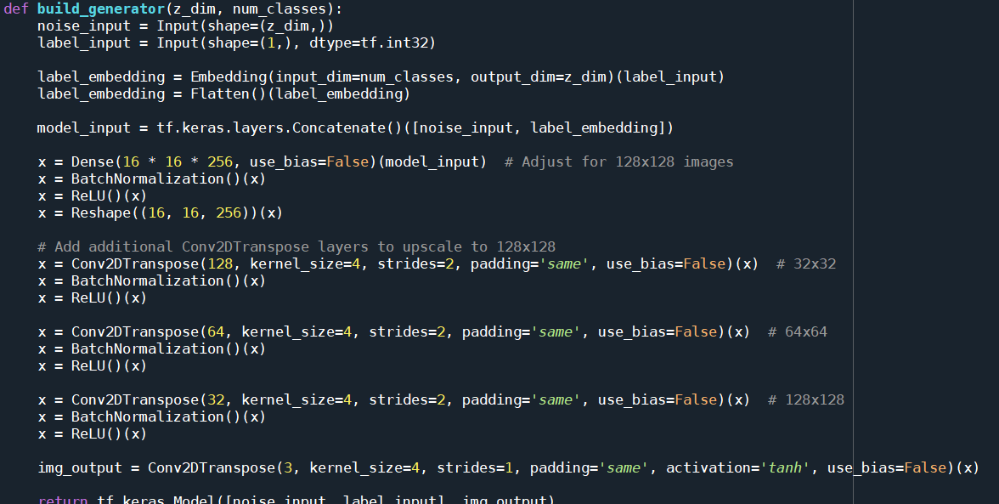 def build_generator(z_dim, num_classes):
    noise_input = Input(shape=(z_dim,))
    label_input = Input(shape=(1,), dtype=tf.int32)

    label_embedding = Embedding(input_dim=num_classes, output_dim=z_dim)(label_input)
    label_embedding = Flatten()(label_embedding)

    model_input = tf.keras.layers.Concatenate()([noise_input, label_embedding])

    x = Dense(16 * 16 * 256, use_bias=False)(model_input)  # Adjust for 128x128 images
    x = BatchNormalization()(x)
    x = ReLU()(x)
    x = Reshape((16, 16, 256))(x)

    # Add additional Conv2DTranspose layers to upscale to 128x128
    x = Conv2DTranspose(128, kernel_size=4, strides=2, padding='same', use_bias=False)(x)  # 32x32
    x = BatchNormalization()(x)
    x = ReLU()(x)

    x = Conv2DTranspose(64, kernel_size=4, strides=2, padding='same', use_bias=False)(x)  # 64x64
    x = BatchNormalization()(x)
    x = ReLU()(x)

    x = Conv2DTranspose(32, kernel_size=4, strides=2, padding='same', use_bias=False)(x)  # 128x128
    x = BatchNormalization()(x)
    x = ReLU()(x)

    img_output = Conv2DTranspose(3, kernel_size=4, strides=1, padding='same', activation='tanh', use_bias=False)(x)

    return tf.keras.Model([noise_input, label_input], img_output)